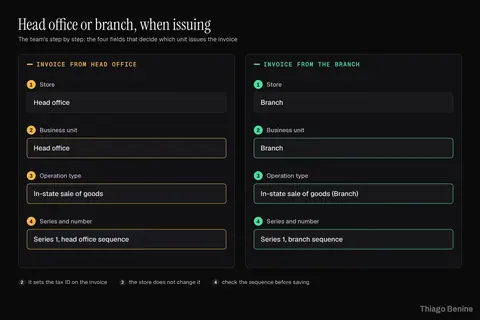 Head office or branch, when issuing
The team's step by step: the four fields that decide which unit issues the invoice
INVOICE FROM HEAD OFFICE
1 Store
Head office
2 Business unit
Head office
3 Operation type
In-state sale of goods
4 Series and number
Series 1, head office sequence
INVOICE FROM THE BRANCH
1 Store
Branch
2 Business unit
Branch
3 Operation type
In-state sale of goods (Branch)
4 Series and number
Series 1, branch sequence
2 It sets the tax ID on the invoice 3 the store does not change it 4 check the sequence before saving
Thiago Benine